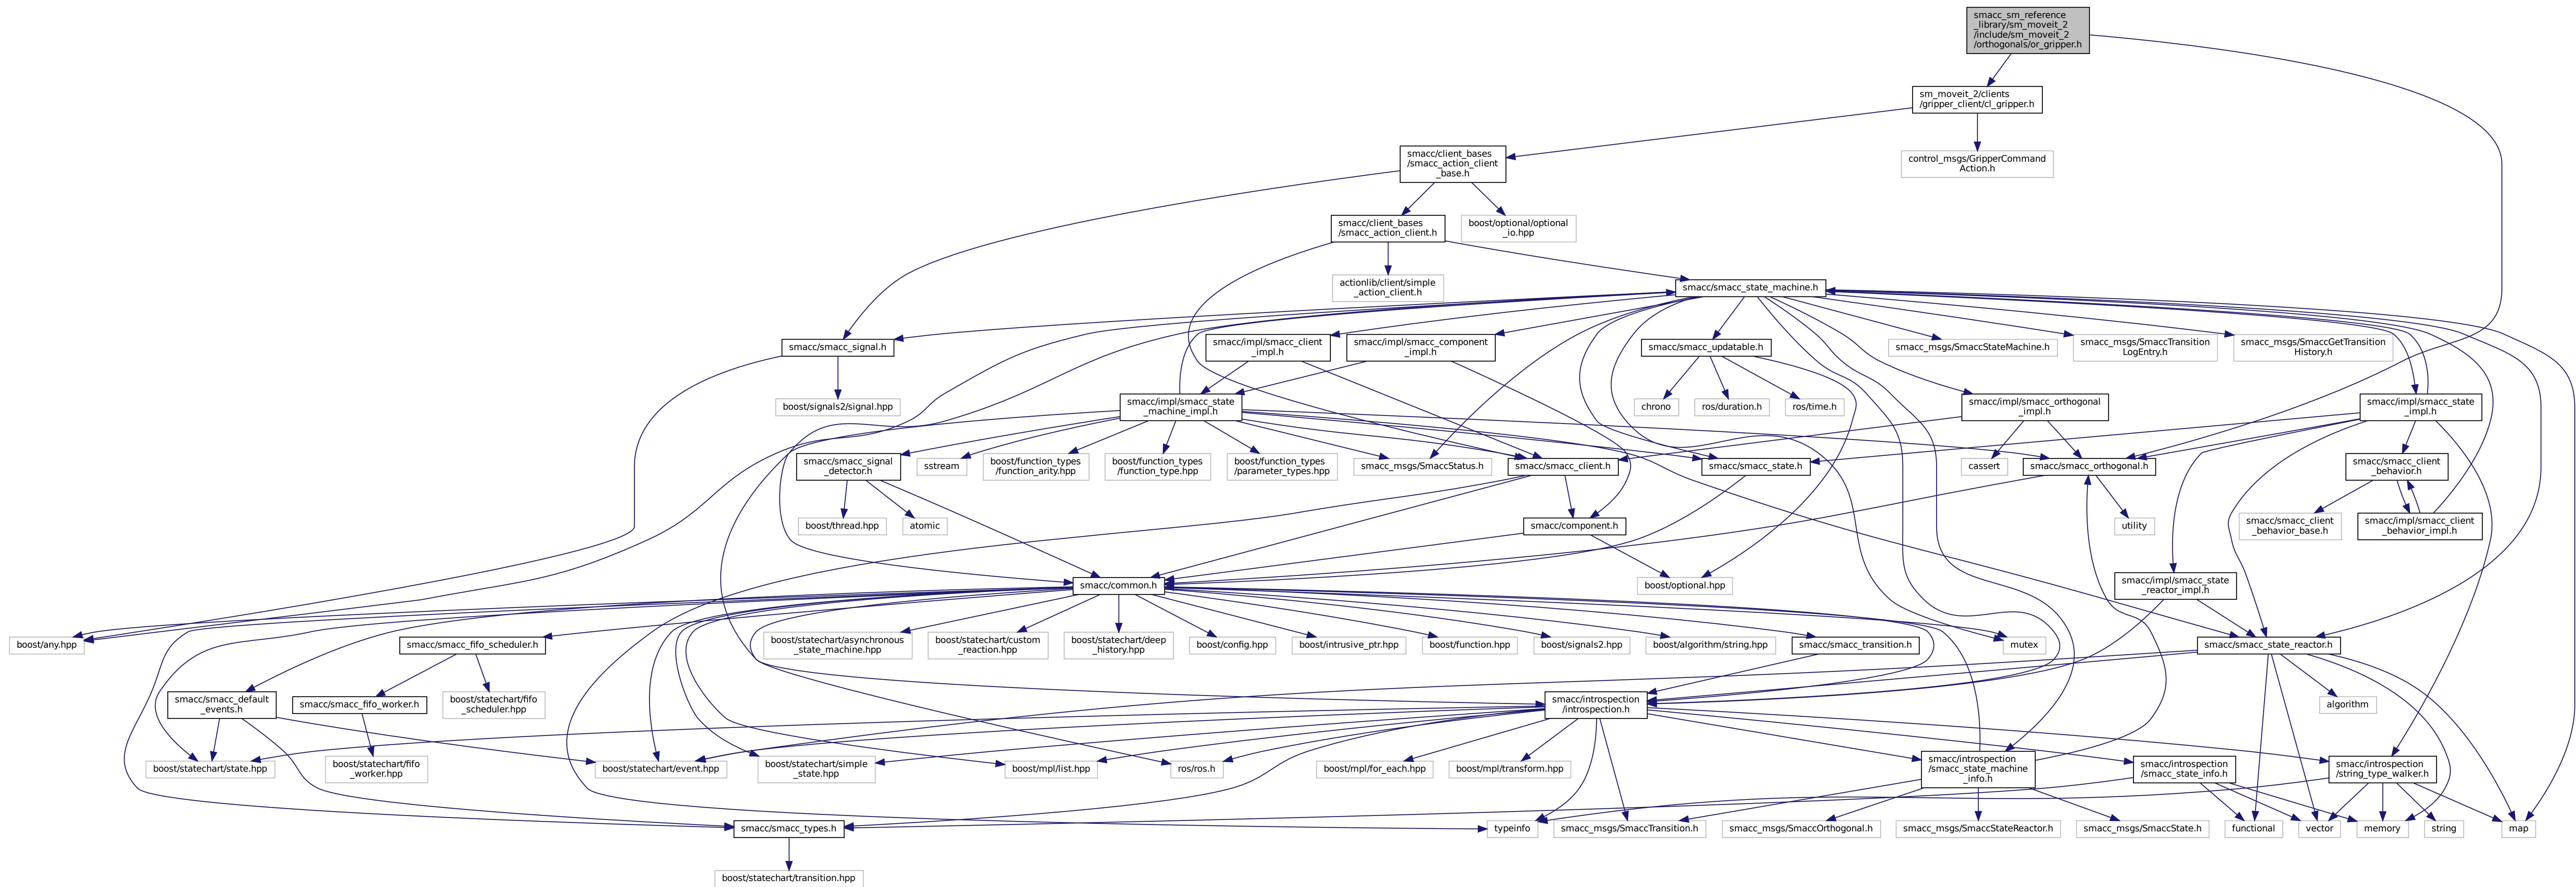 smacc_sm_reference
_library/sm_moveit_2
/include/sm_moveit_2
/orthogonals/or_gripper.h
sm_moveit_2/clients
/gripper_client/cl_gripper.h
smacc/client_bases
/smacc_action_client
_base.h
control_msgs/GripperCommand
Action.h
smacc/client_bases
/smacc_action_client.h
boost/optional/optional
_io.hpp
actionlib/client/simple
_action_client.h
smacc/smacc_state_machine.h
smacc/smacc_signal.h
smacc/impl/smacc_client
_impl.h
smacc/impl/smacc_component
_impl.h
smacc/smacc_updatable.h
smacc_msgs/SmaccStateMachine.h
smacc_msgs/SmaccTransition
LogEntry.h
smacc_msgs/SmaccGetTransition
History.h
boost/signals2/signal.hpp
smacc/impl/smacc_state
_machine_impl.h
chrono
ros/duration.h
ros/time.h
smacc/impl/smacc_orthogonal
_impl.h
smacc/impl/smacc_state
_impl.h
smacc/smacc_signal
_detector.h
sstream
boost/function_types
/function_arity.hpp
boost/function_types
/function_type.hpp
boost/function_types
/parameter_types.hpp
smacc_msgs/SmaccStatus.h
smacc/smacc_client.h
smacc/smacc_state.h
cassert
smacc/smacc_orthogonal.h
smacc/smacc_client
_behavior.h
boost/thread.hpp
atomic
smacc/component.h
utility
smacc/smacc_client
_behavior_base.h
smacc/impl/smacc_client
_behavior_impl.h
smacc/common.h
boost/optional.hpp
smacc/impl/smacc_state
_reactor_impl.h
boost/any.hpp
smacc/smacc_fifo_scheduler.h
boost/statechart/asynchronous
_state_machine.hpp
boost/statechart/custom
_reaction.hpp
boost/statechart/deep
_history.hpp
boost/config.hpp
boost/intrusive_ptr.hpp
boost/function.hpp
boost/signals2.hpp
boost/algorithm/string.hpp
smacc/smacc_transition.h
mutex
smacc/smacc_state_reactor.h
smacc/smacc_default
_events.h
smacc/smacc_fifo_worker.h
boost/statechart/fifo
_scheduler.hpp
smacc/introspection
/introspection.h
algorithm
boost/statechart/state.hpp
boost/statechart/fifo
_worker.hpp
boost/statechart/event.hpp
boost/statechart/simple
_state.hpp
boost/mpl/list.hpp
ros/ros.h
boost/mpl/for_each.hpp
boost/mpl/transform.hpp
smacc/introspection
/smacc_state_machine
_info.h
smacc/introspection
/smacc_state_info.h
smacc/introspection
/string_type_walker.h
smacc/smacc_types.h
typeinfo
smacc_msgs/SmaccTransition.h
smacc_msgs/SmaccOrthogonal.h
smacc_msgs/SmaccStateReactor.h
smacc_msgs/SmaccState.h
functional
vector
memory
string
map
boost/statechart/transition.hpp